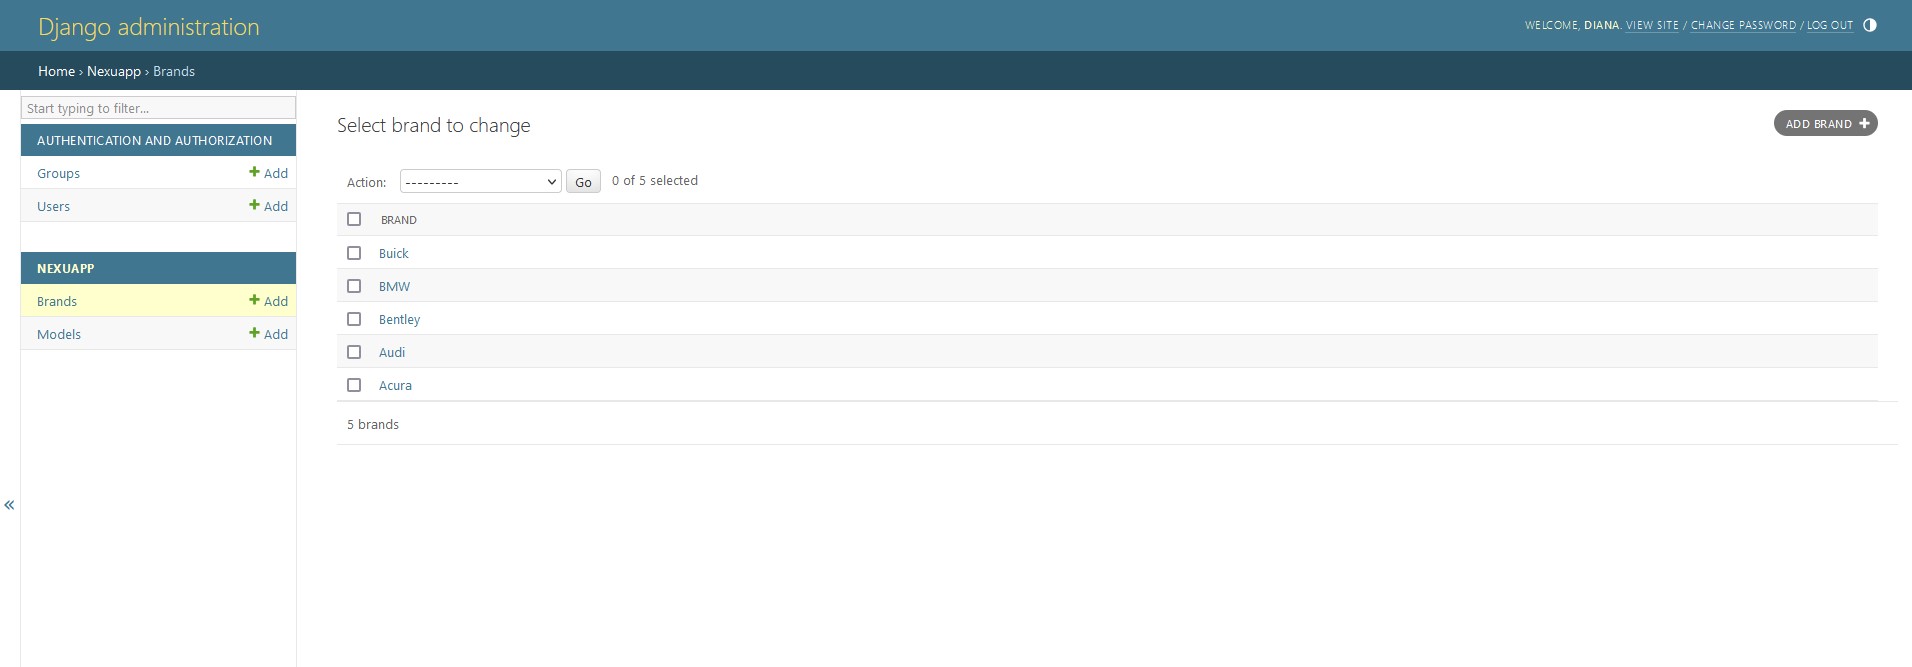 Django administration
WELCOME, DIANA. VIEW SITE / CHANGE PASSWORD / LOG OUT
Home › Nexuapp › Brands
Start typing to filter...
AUTHENTICATION AND AUTHORIZATION
Groups + Add
Users + Add
NEXUAPP
Brands + Add
Models + Add
«
Select brand to change
ADD BRAND +
Action: --------- Go 0 of 5 selected
BRAND
Buick
BMW
Bentley
Audi
Acura
5 brands